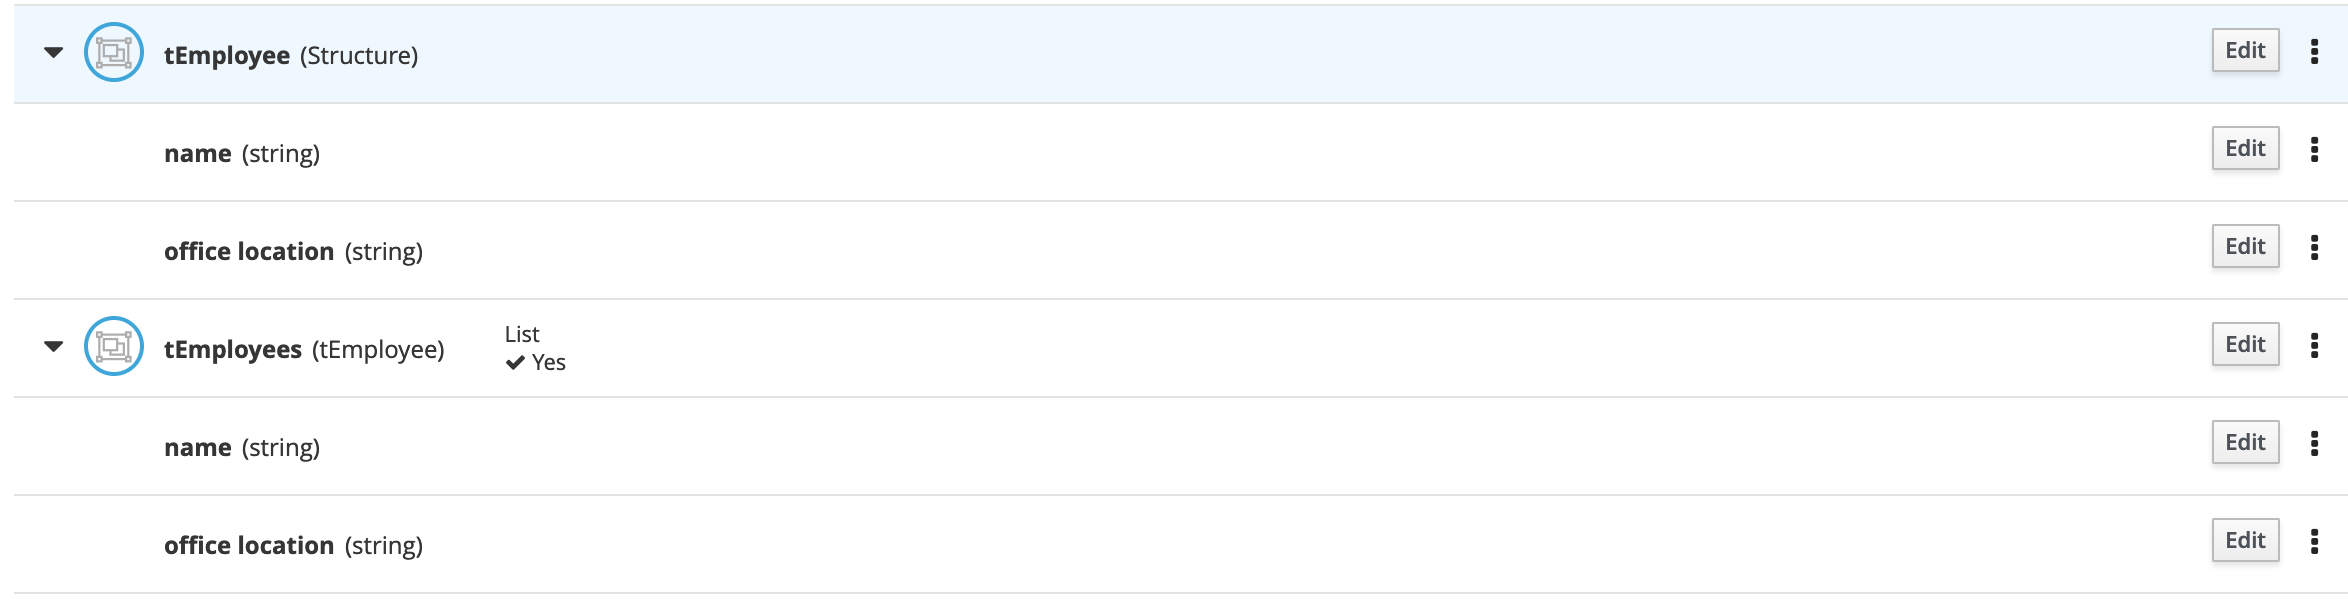 tEmployee (Structure) Edit
name (string) Edit
office location (string) Edit
tEmployees (tEmployee) List Edit
Yes
name (string) Edit
office location (string) Edit